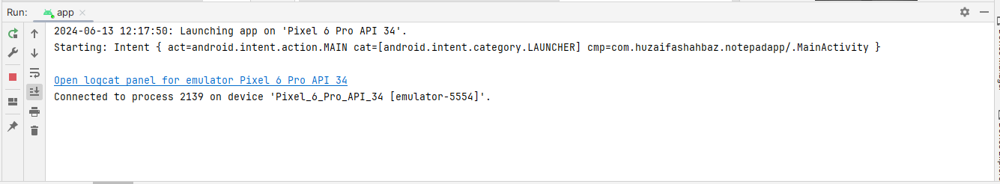 Run: app
2024-06-13 12:17:50: Launching app on 'Pixel 6 Pro API 34'.
Starting: Intent { act=android.intent.action.MAIN cat=[android.intent.category.LAUNCHER] cmp=com.huzaifashahbaz.notepadapp/.MainActivity }
Open logcat panel for emulator Pixel 6 Pro API 34
Connected to process 2139 on device 'Pixel_6_Pro_API_34 [emulator-5554]'.